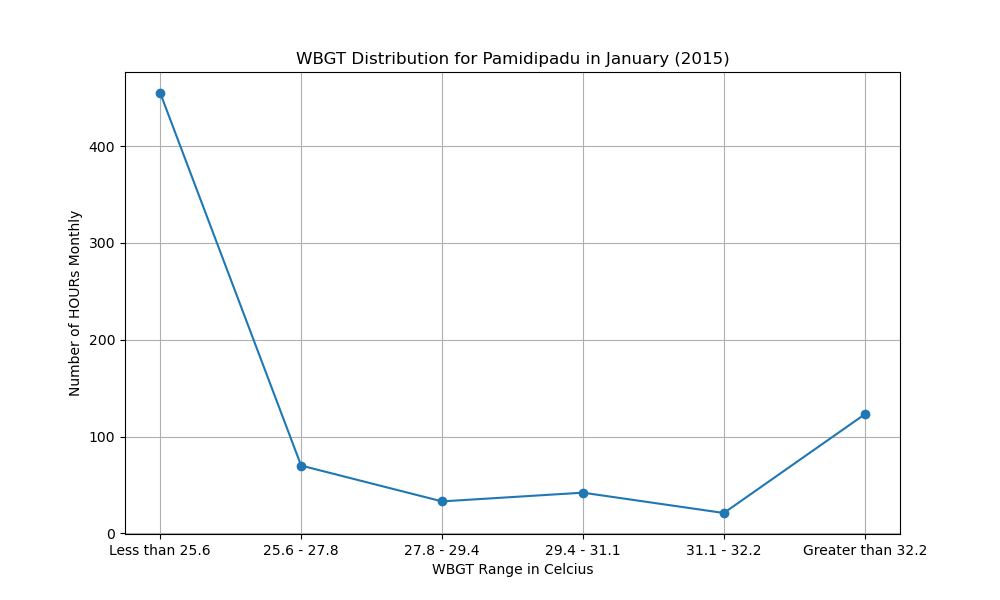 WBGT Distribution for Pamidipadu in January (2015)
Number of HOURs Monthly
400
300
200
100
0
Less than 25.6 25.6 - 27.8 27.8 - 29.4 29.4 - 31.1 31.1 - 32.2 Greater than 32.2
WBGT Range in Celcius